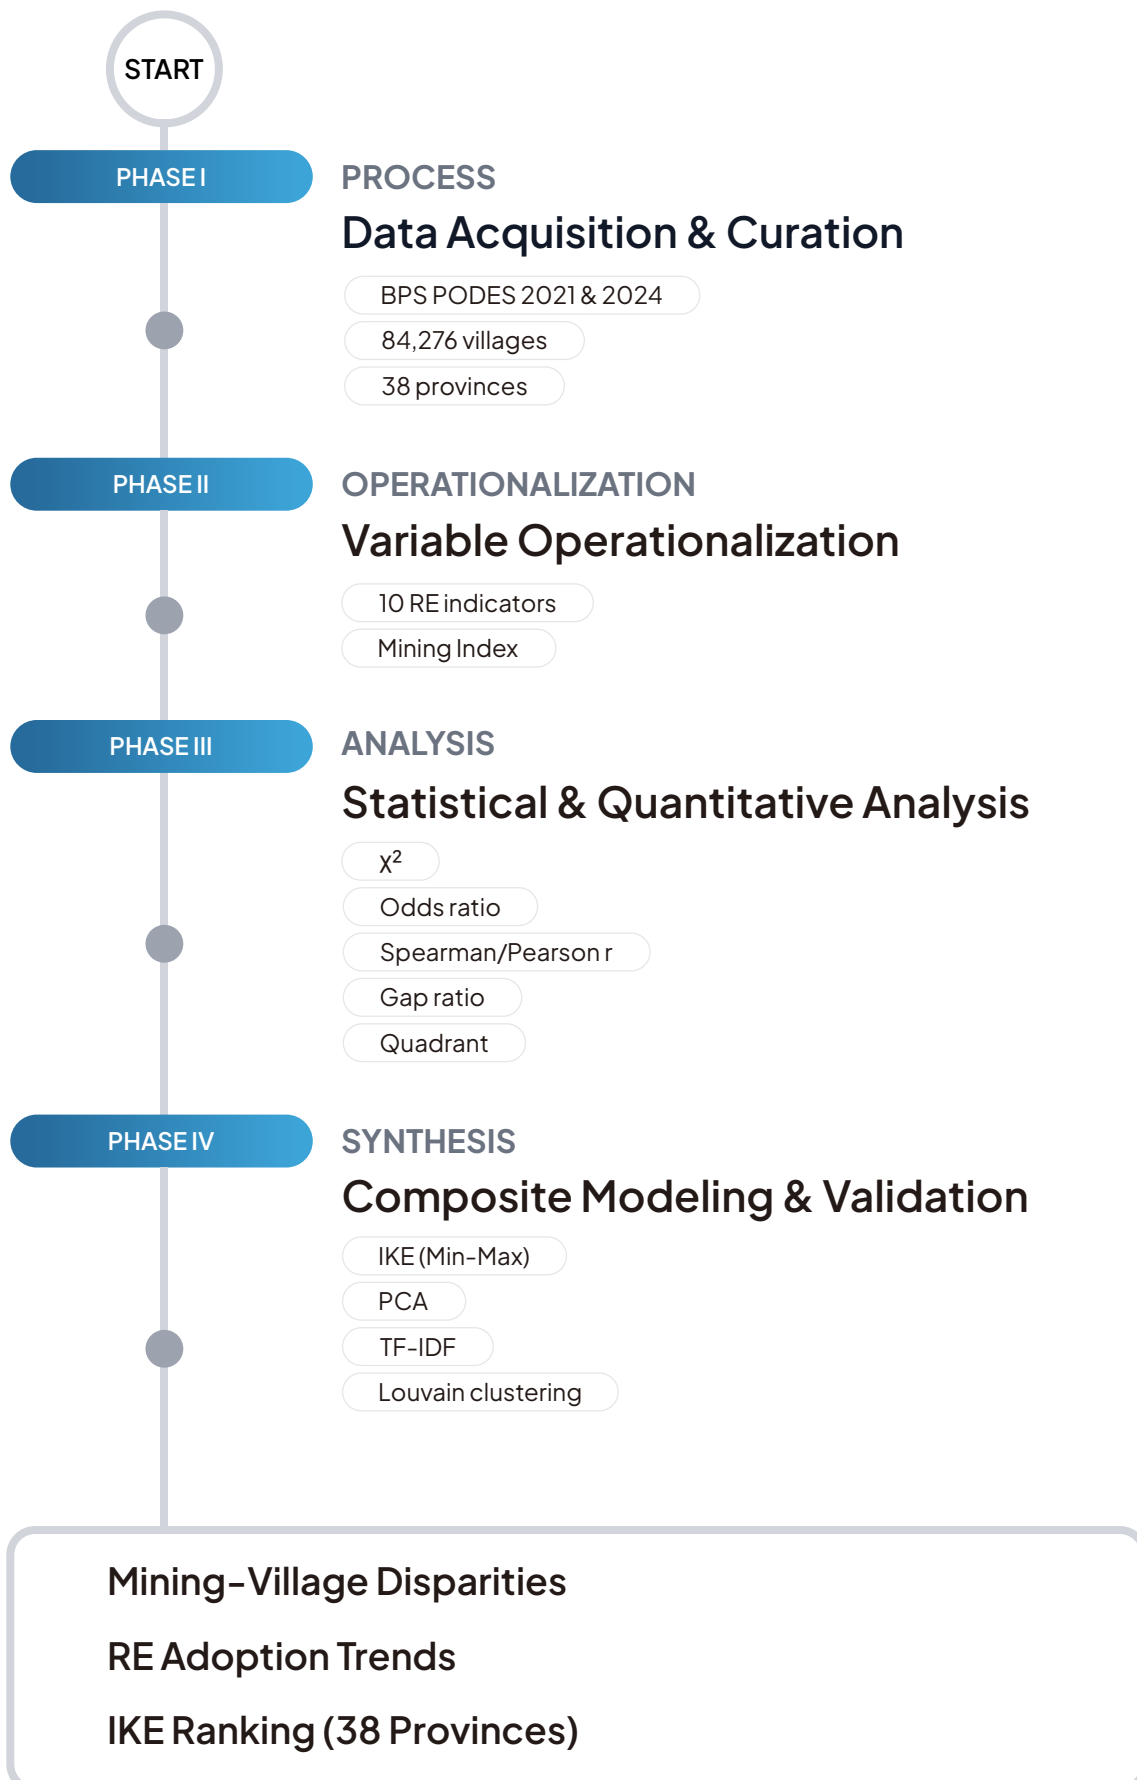 START
PHASE I
PROCESS
Data Acquisition & Curation
BPS PODES 2021 & 2024
84,276 villages
38 provinces
PHASE II
OPERATIONALIZATION
Variable Operationalization
10 RE indicators
Mining Index
PHASE III
ANALYSIS
Statistical & Quantitative Analysis
χ²
Odds ratio
Spearman/Pearson r
Gap ratio
Quadrant
PHASE IV
SYNTHESIS
Composite Modeling & Validation
IKE (Min-Max)
PCA
TF-IDF
Louvain clustering
Mining-Village Disparities
RE Adoption Trends
IKE Ranking (38 Provinces)